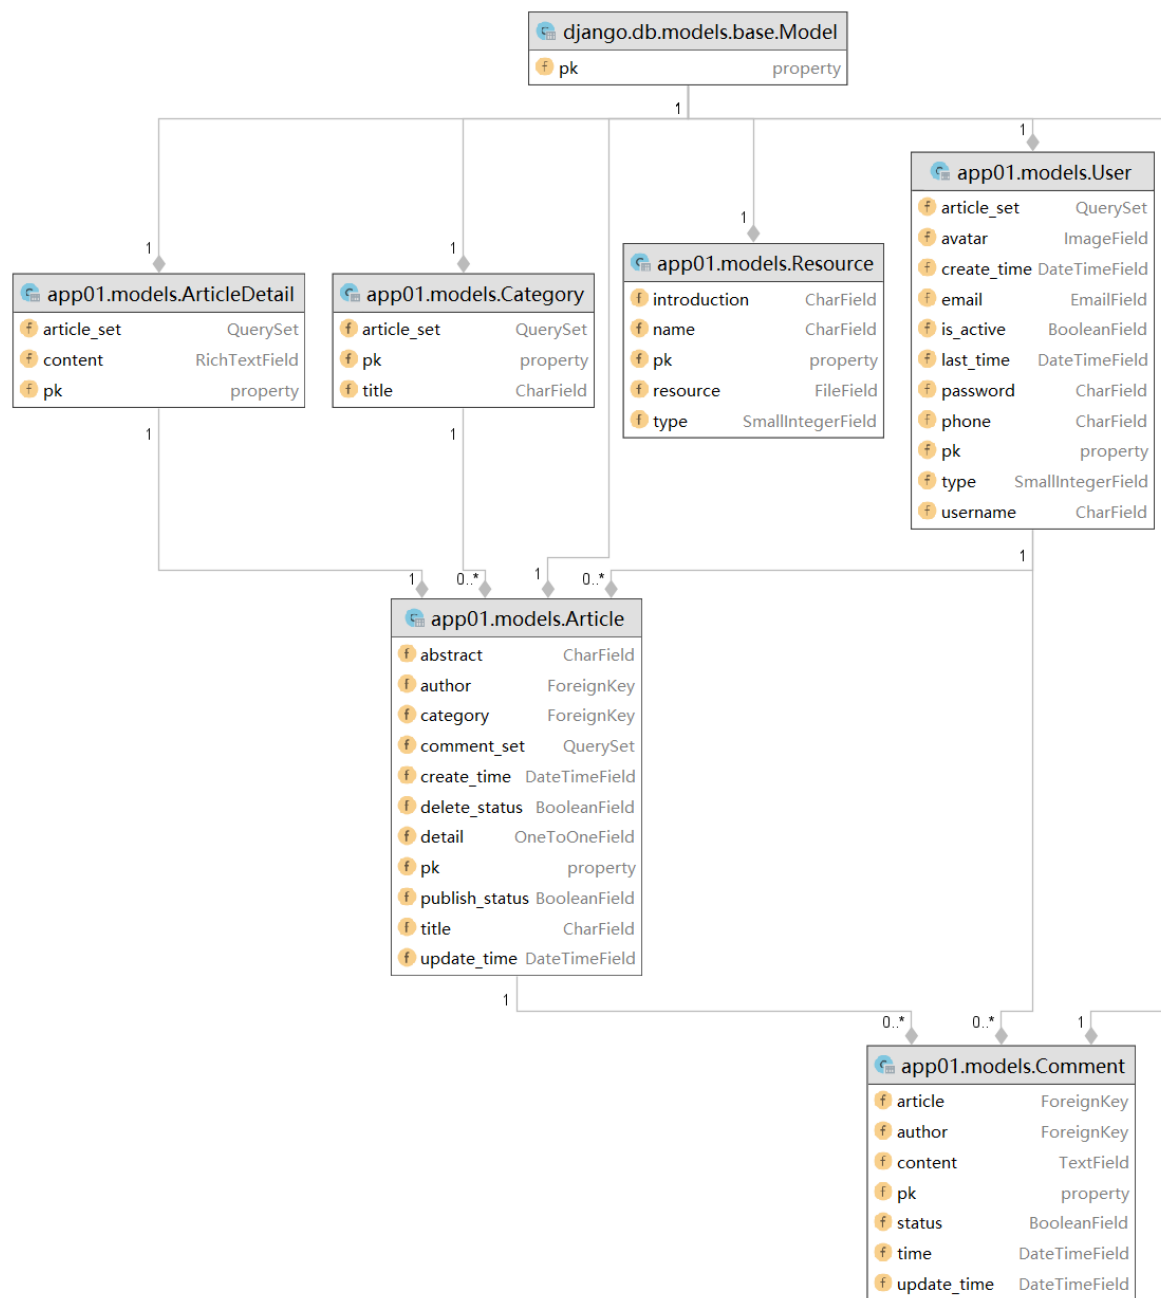 django.db.models.base.Model
pk property
1
1
app01.models.User
article_set QuerySet
avatar ImageField
create_time DateTimeField
email EmailField
is_active BooleanField
last_time DateTimeField
password CharField
phone CharField
pk property
type SmallIntegerField
username CharField
1
app01.models.Resource
introduction CharField
name CharField
pk property
resource FileField
type SmallIntegerField
1
app01.models.ArticleDetail
article_set QuerySet
content RichTextField
pk property
1
app01.models.Category
article_set QuerySet
pk property
title CharField
1
1
1
1 0..* 1 0..*
app01.models.Article
abstract CharField
author ForeignKey
category ForeignKey
comment_set QuerySet
create_time DateTimeField
delete_status BooleanField
detail OneToOneField
pk property
publish_status BooleanField
title CharField
update_time DateTimeField
1
0..* 0..* 1
app01.models.Comment
article ForeignKey
author ForeignKey
content TextField
pk property
status BooleanField
time DateTimeField
update_time DateTimeField